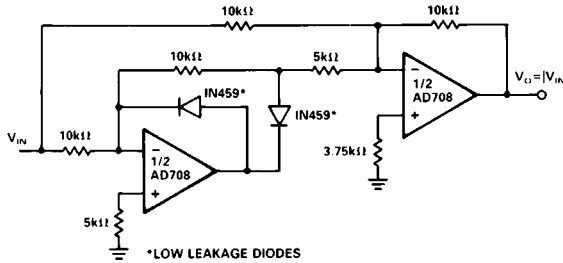 10kΩ
10kΩ
10kΩ
5kΩ
IN459*
IN459*
V_IN
10kΩ
−
1/2
AD708
+
5kΩ
−
1/2
AD708
+
3.75kΩ
V_O=|V_IN
*LOW LEAKAGE DIODES